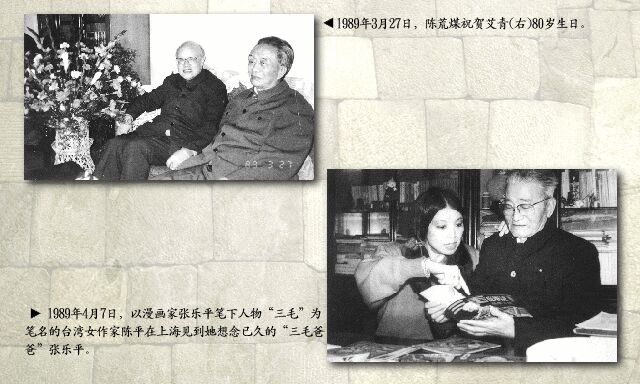 ◀1989年3月27日，陈荒煤祝贺艾青(右)80岁生日。
89 3 27
▶ 1989年4月7日，以漫画家张乐平笔下人物“三毛”为
笔名的台湾女作家陈平在上海见到她想念已久的“三毛爸
爸”张乐平。